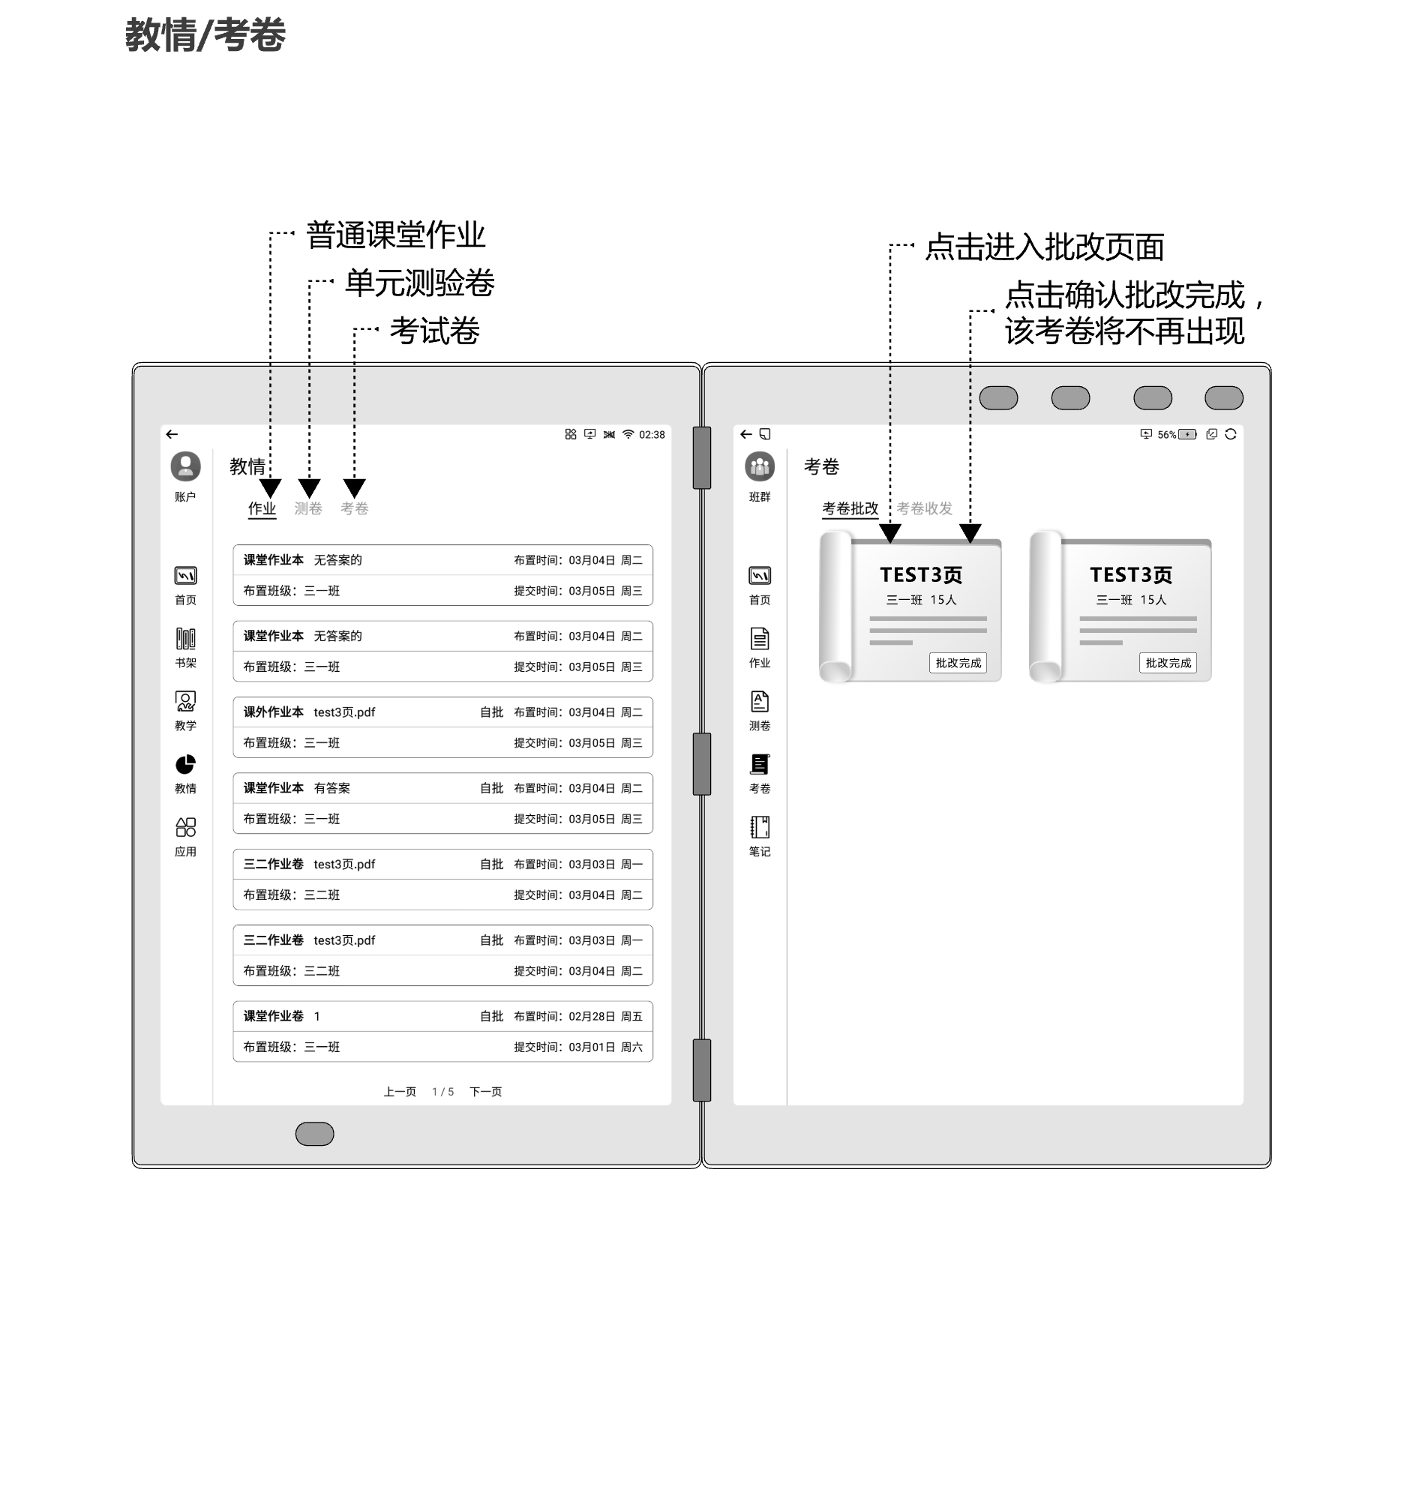 教情/考卷
普通课堂作业
单元测验卷
考试卷
点击进入批改页面
点击确认批改完成，
该考卷将不再出现
02:38
账户
教情
作业 测卷 考卷
首页
书架
教学
教情
应用
课堂作业本 无答案的 布置时间：03月04日 周二
布置班级：三一班 提交时间：03月05日 周三
课堂作业本 无答案的 布置时间：03月04日 周二
布置班级：三一班 提交时间：03月05日 周三
课外作业本 test3页.pdf 自批 布置时间：03月04日 周二
布置班级：三一班 提交时间：03月05日 周三
课堂作业本 有答案 自批 布置时间：03月04日 周二
布置班级：三一班 提交时间：03月05日 周三
三二作业卷 test3页.pdf 自批 布置时间：03月03日 周一
布置班级：三二班 提交时间：03月04日 周二
三二作业卷 test3页.pdf 自批 布置时间：03月03日 周一
布置班级：三二班 提交时间：03月04日 周二
课堂作业卷 1 自批 布置时间：02月28日 周五
布置班级：三一班 提交时间：03月01日 周六
上一页 1 / 5 下一页
56%
班群
考卷
考卷批改 考卷收发
首页
作业
测卷
考卷
笔记
TEST3页
三一班 15人
批改完成
TEST3页
三一班 15人
批改完成